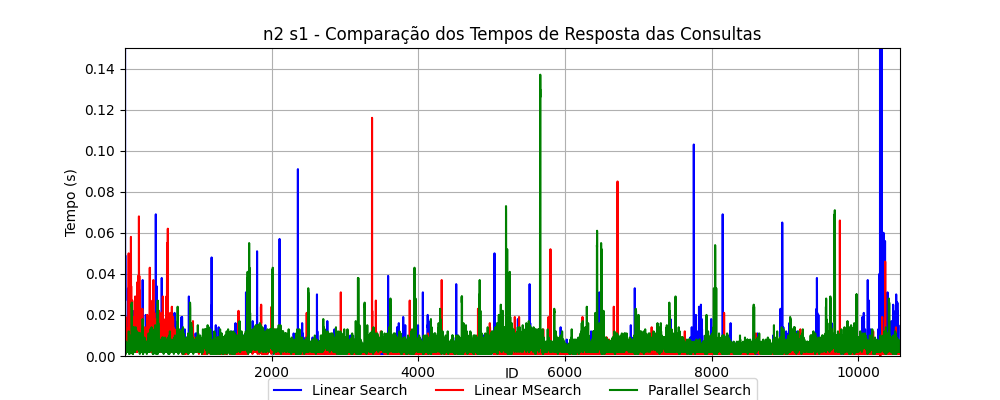 n2 s1 - Comparação dos Tempos de Resposta das Consultas
0.14
0.12
0.10
0.08
0.06
0.04
0.02
0.00
Tempo (s)
2000 4000 6000 8000 10000
ID
Linear Search Linear MSearch Parallel Search